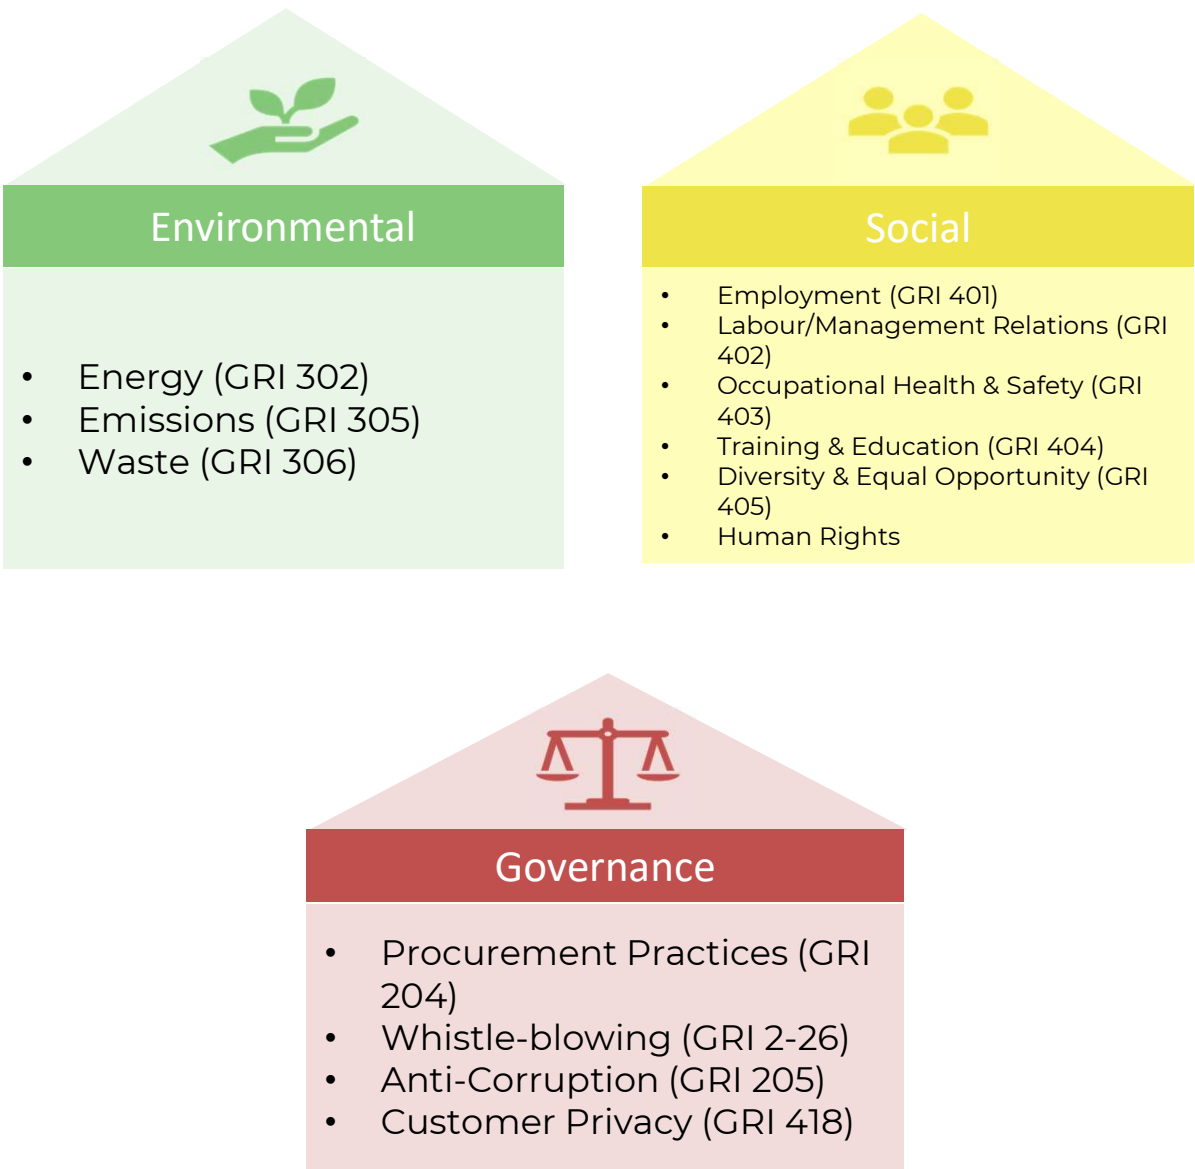 Environmental
• Energy (GRI 302)
• Emissions (GRI 305)
• Waste (GRI 306)
Social
• Employment (GRI 401)
• Labour/Management Relations (GRI
402)
• Occupational Health & Safety (GRI
403)
• Training & Education (GRI 404)
• Diversity & Equal Opportunity (GRI
405)
• Human Rights
Governance
• Procurement Practices (GRI
204)
• Whistle-blowing (GRI 2-26)
• Anti-Corruption (GRI 205)
• Customer Privacy (GRI 418)